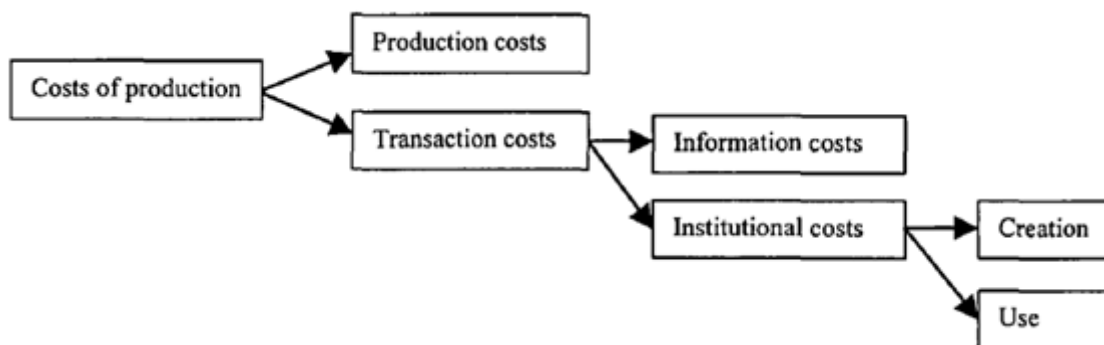 Production costs
Costs of production
Transaction costs
Information costs
Institutional costs
Creation
Use